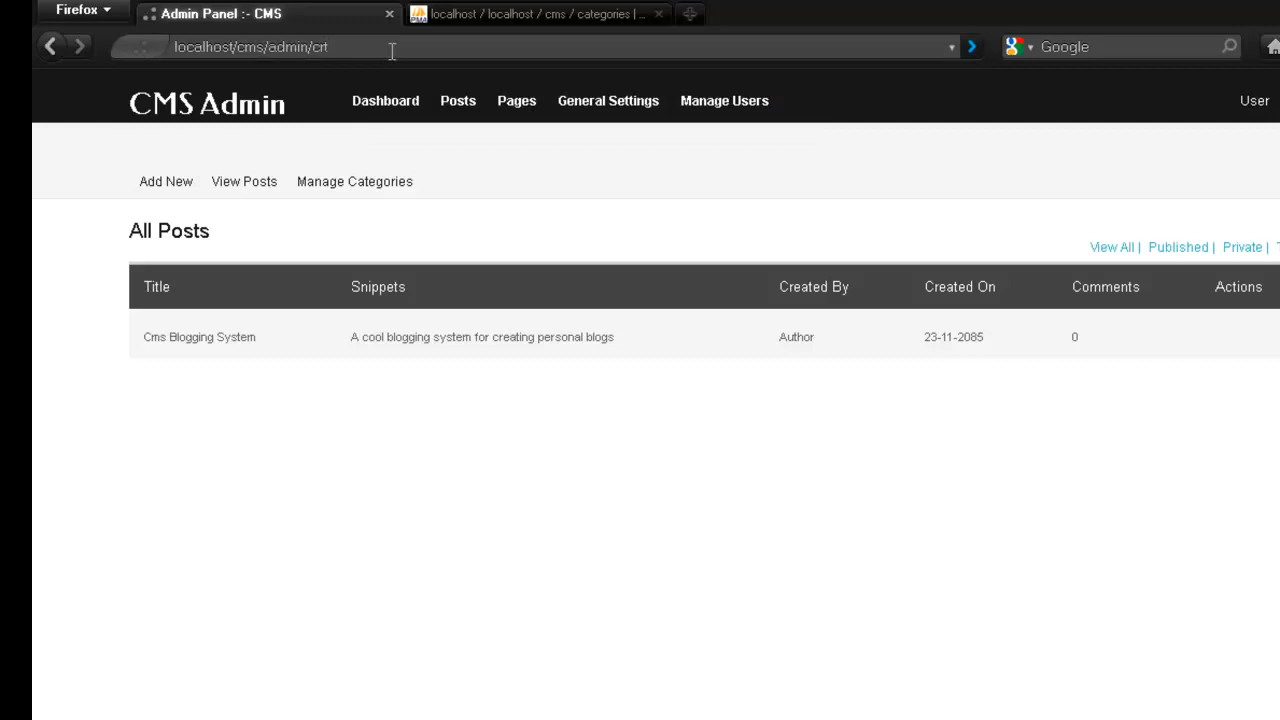 Firefox
Admin Panel :- CMS
localhost / localhost / cms / categories | ...
localhost/cms/admin/crt
Google
CMS Admin
Dashboard Posts Pages General Settings Manage Users
User
Add New View Posts Manage Categories
All Posts
View All | Published | Private |
Title Snippets Created By Created On Comments Actions
Cms Blogging System A cool blogging system for creating personal blogs Author 23-11-2085 0